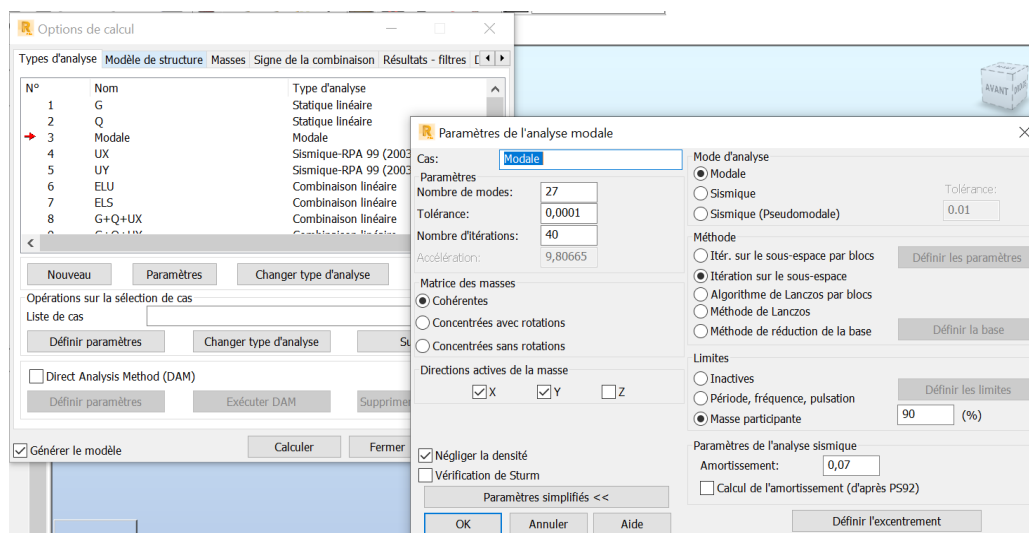 Options de calcul
Types d'analyse Modèle de structure Masses Signe de la combinaison Résultats - filtres
N° Nom Type d'analyse
1 G Statique linéaire
2 Q Statique linéaire
3 Modale Modale
4 UX Sismique-RPA 99 (2003
5 UY Sismique-RPA 99 (2003
6 ELU Combinaison linéaire
7 ELS Combinaison linéaire
8 G+Q+UX Combinaison linéaire
Nouveau Paramètres Changer type d'analyse
Opérations sur la sélection de cas
Liste de cas
Définir paramètres Changer type d'analyse Su
Direct Analysis Method (DAM)
Définir paramètres Exécuter DAM Supprimer
Générer le modèle Calculer Fermer
Paramètres de l'analyse modale
Cas: Modale
Paramètres
Nombre de modes: 27
Tolérance: 0,0001
Nombre d'itérations: 40
Accélération: 9,80665
Matrice des masses
Cohérentes
Concentrées avec rotations
Concentrées sans rotations
Directions actives de la masse
X Y Z
Négliger la densité
Vérification de Sturm
Paramètres simplifiés <<
OK Annuler Aide
Mode d'analyse
Modale
Sismique Tolérance:
Sismique (Pseudomodale) 0.01
Méthode
Itér. sur le sous-espace par blocs Définir les paramètres
Itération sur le sous-espace
Algorithme de Lanczos par blocs
Méthode de Lanczos
Méthode de réduction de la base Définir la base
Limites
Inactives Définir les limites
Période, fréquence, pulsation
Masse participante 90 (%)
Paramètres de l'analyse sismique
Amortissement: 0,07
Calcul de l'amortissement (d'après PS92)
Définir l'excentrement
AVANT